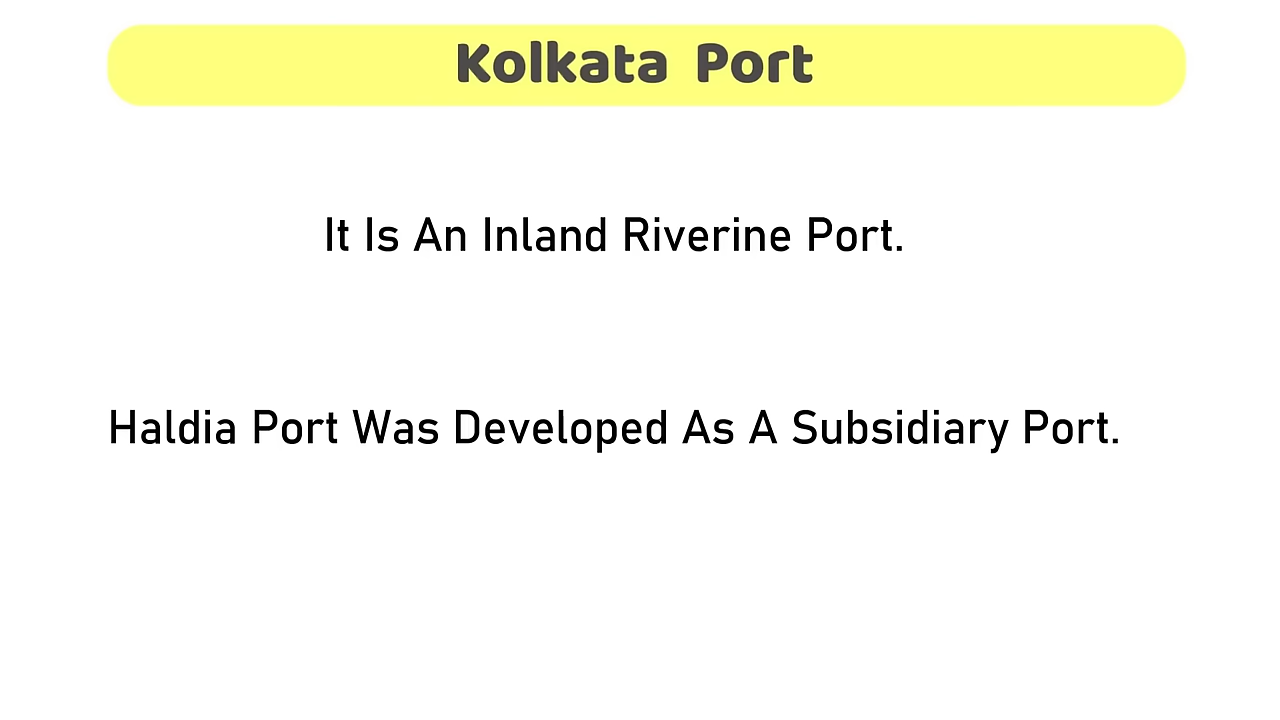 Kolkata Port
It Is An Inland Riverine Port.
Haldia Port Was Developed As A Subsidiary Port.